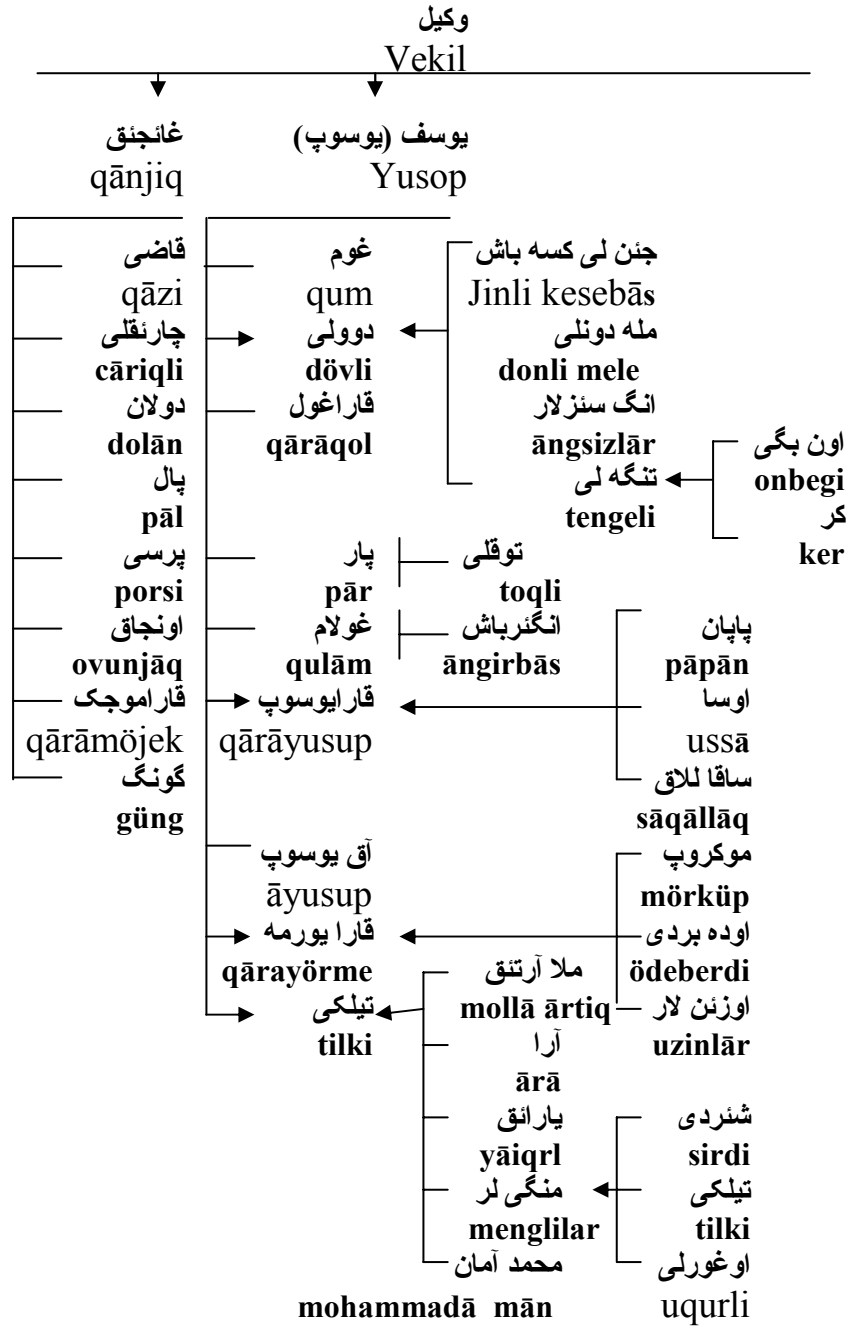 وکیل
Vekil
غانجئق
یوسف (یوسوپ)
qānjiq
Yusop
قاضی
غوم
جئن لی کسه باش
qāzi
qum
Jinli kesebās
چارئقلی
دوولی
مله دونلی
cāriqli
dövli
donli mele
دولان
قاراغول
انگ سئزلار
dolān
qārāqol
āngsizlār
اون بگی
پال
تنگه لی
onbegi
pāl
tengeli
کر
ker
پرسی
پار
توقلی
porsi
pār
toqli
اونجاق
غولام
انگئرباش
پاپان
ovunjāq
qulām
āngirbās
pāpān
قاراموجک
قارایوسوپ
اوسا
qārāmöjek
qārāyusup
ussā
گونگ
ساقا للاق
güng
sāqāllāq
آق یوسوپ
موکروپ
āyusup
mörküp
قارا یورمه
اوده بردی
qārayörme
ödeberdi
تیلکی
ملا آرتئق
اوزئن لار
tilki
mollā ārtiq
uzinlār
آرا
ārā
یارائق
شئردی
yāiqrl
sirdi
منگی لر
تیلکی
menglilar
tilki
محمد آمان
اوغورلی
mohammadā mān
uqurli